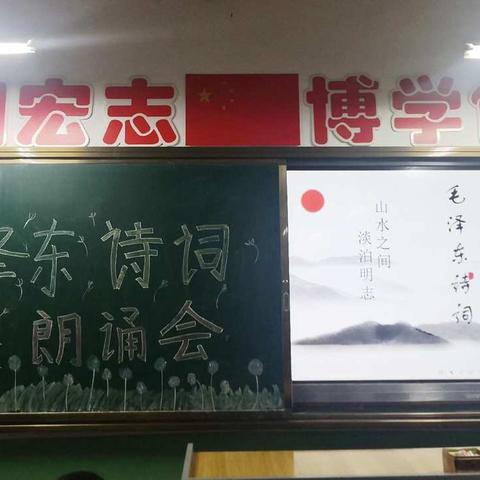 宏志 博学
泽东诗词
朗诵会
毛泽东诗词
山水之间
淡泊明志